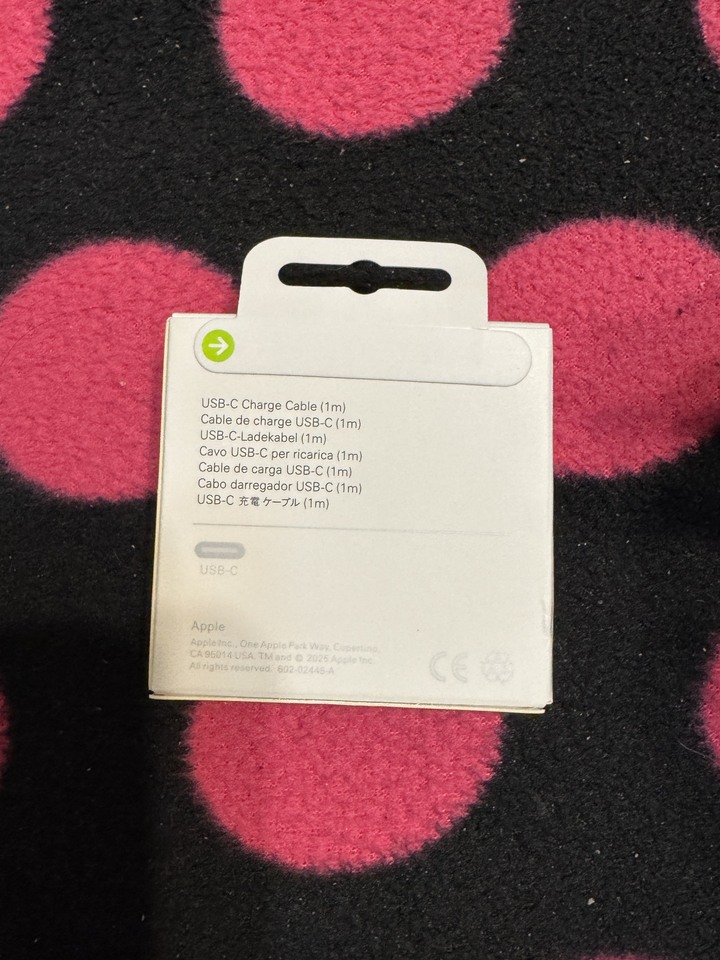 USB-C Charge Cable (1m)
Cable de charge USB-C (1m)
USB-C-Ladekabel (1m)
Cavo USB-C per ricarica (1m)
Cable de carga USB-C (1m)
Cabo darregador USB-C (1m)
USB-C 充電 ケーブル (1m)
USB-C
Apple
Apple Inc., One Apple Park Way, Cupertino,
CA 95014 USA. TM and © 2025 Apple Inc.
All rights reserved. 602-02445-A
CE